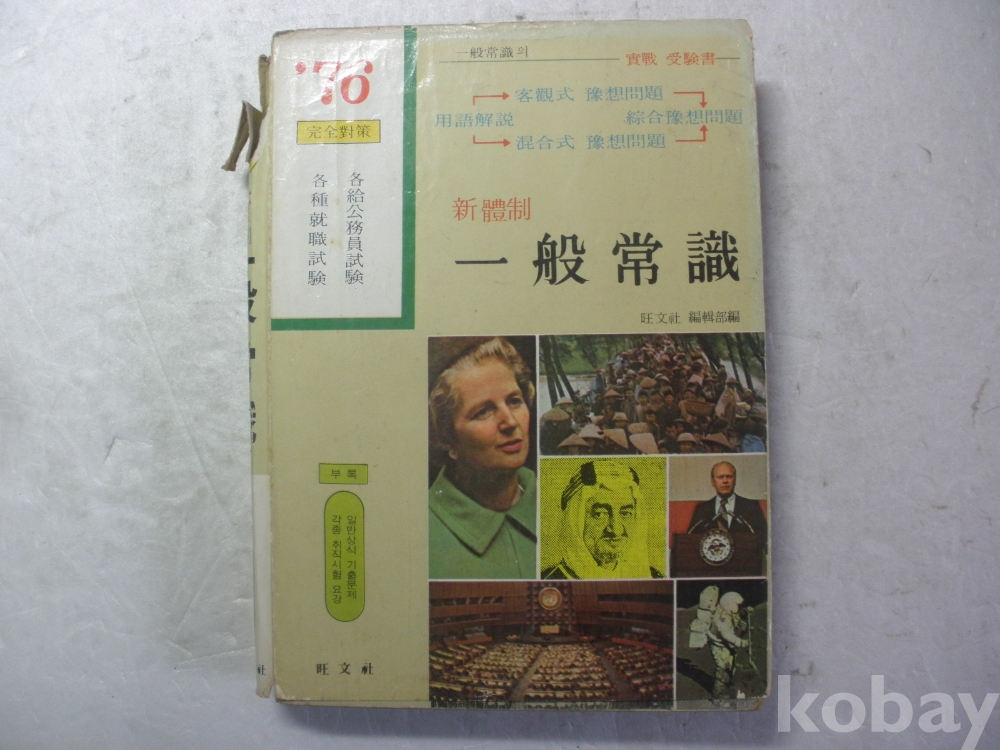 一般常識의
實戰 受驗書
'76
完全對策
各給公務員試驗
各種就職試驗
客觀式 豫想問題
用語解説
綜合豫想問題
混合式 豫想問題
新體制
一般常識
旺文社 編輯部編
부록
일반상식 기출문제
각종 취직시험 요강
旺文社
社
kobay